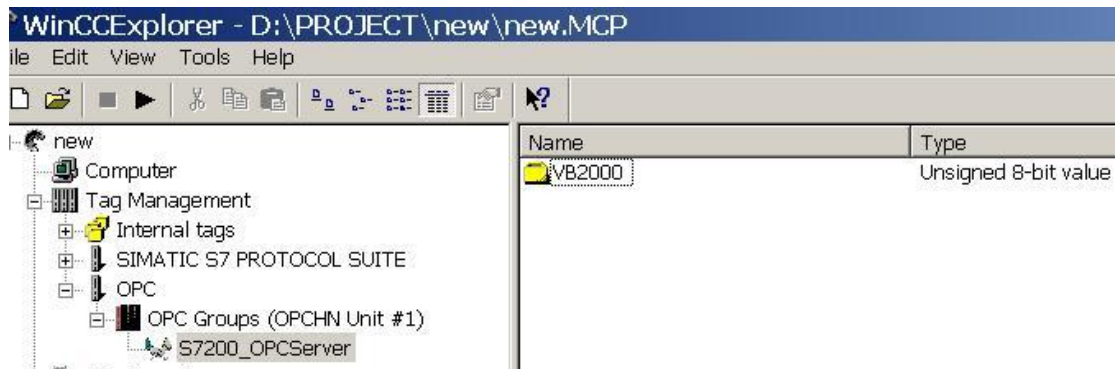 WinCCExplorer - D:\PROJECT\new\new.MCP
ile Edit View Tools Help
new
Computer
Tag Management
Internal tags
SIMATIC S7 PROTOCOL SUITE
OPC
OPC Groups (OPCHN Unit #1)
S7200_OPCServer
Name Type
VB2000 Unsigned 8-bit value